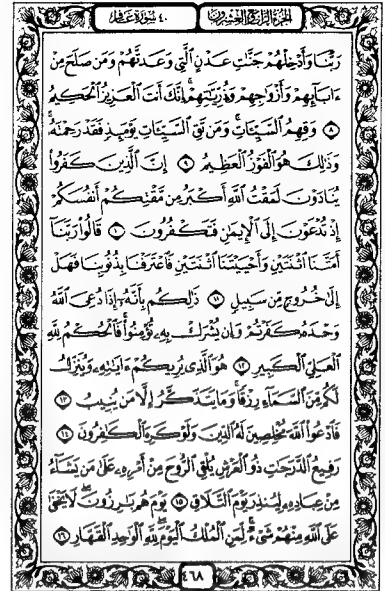 الجزء الرابع والعشرون
٤٠ سورة غافر
رَبَّنَا وَأَدْخِلْهُمْ جَنَّٰتِ عَدْنٍ ٱلَّتِى وَعَدتَّهُمْ وَمَن صَلَحَ مِنْ
ءَابَآئِهِمْ وَأَزْوَٰجِهِمْ وَذُرِّيَّٰتِهِمْ إِنَّكَ أَنتَ ٱلْعَزِيزُ ٱلْحَكِيمُ
٨ وَقِهِمُ ٱلسَّيِّـَٔاتِ وَمَن تَقِ ٱلسَّيِّـَٔاتِ يَوْمَئِذٍ فَقَدْ رَحِمْتَهُۥ
وَذَٰلِكَ هُوَ ٱلْفَوْزُ ٱلْعَظِيمُ ٩ إِنَّ ٱلَّذِينَ كَفَرُوا۟
يُنَادَوْنَ لَمَقْتُ ٱللَّهِ أَكْبَرُ مِن مَّقْتِكُمْ أَنفُسَكُمْ
إِذْ تُدْعَوْنَ إِلَى ٱلْإِيمَٰنِ فَتَكْفُرُونَ ١٠ قَالُوا۟ رَبَّنَآ
أَمَتَّنَا ٱثْنَتَيْنِ وَأَحْيَيْتَنَا ٱثْنَتَيْنِ فَٱعْتَرَفْنَا بِذُنُوبِنَا فَهَلْ
إِلَىٰ خُرُوجٍ مِّن سَبِيلٍ ١١ ذَٰلِكُم بِأَنَّهُۥٓ إِذَا دُعِىَ ٱللَّهُ
وَحْدَهُۥ كَفَرْتُمْ وَإِن يُشْرَكْ بِهِۦ تُؤْمِنُوا۟ فَٱلْحُكْمُ لِلَّهِ
ٱلْعَلِىِّ ٱلْكَبِيرِ ١٢ هُوَ ٱلَّذِى يُرِيكُمْ ءَايَٰتِهِۦ وَيُنَزِّلُ
لَكُم مِّنَ ٱلسَّمَآءِ رِزْقًا وَمَا يَتَذَكَّرُ إِلَّا مَن يُنِيبُ ١٣
فَٱدْعُوا۟ ٱللَّهَ مُخْلِصِينَ لَهُ ٱلدِّينَ وَلَوْ كَرِهَ ٱلْكَٰفِرُونَ ١٤
رَفِيعُ ٱلدَّرَجَٰتِ ذُو ٱلْعَرْشِ يُلْقِى ٱلرُّوحَ مِنْ أَمْرِهِۦ عَلَىٰ مَن يَشَآءُ
مِنْ عِبَادِهِۦ لِيُنذِرَ يَوْمَ ٱلتَّلَاقِ ١٥ يَوْمَ هُم بَٰرِزُونَ لَا يَخْفَىٰ
عَلَى ٱللَّهِ مِنْهُمْ شَىْءٌ لِّمَنِ ٱلْمُلْكُ ٱلْيَوْمَ لِلَّهِ ٱلْوَٰحِدِ ٱلْقَهَّارِ ١٦
٤٦٨